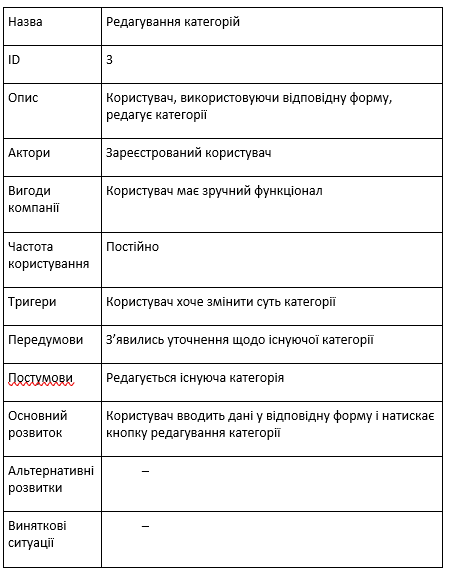 Назва Редагування категорій
ID 3
Опис Користувач, використовуючи відповідну форму,
редагує категорії
Актори Зареєстрований користувач
Вигоди Користувач має зручний функціонал
компанії
Частота Постійно
користування
Тригери Користувач хоче змінити суть категорії
Передумови З’явились уточнення щодо існуючої категорії
Постумови Редагується існуюча категорія
Основний Користувач вводить дані у відповідну форму і натискає
розвиток кнопку редагування категорії
Альтернативні –
розвитки
Виняткові –
ситуації